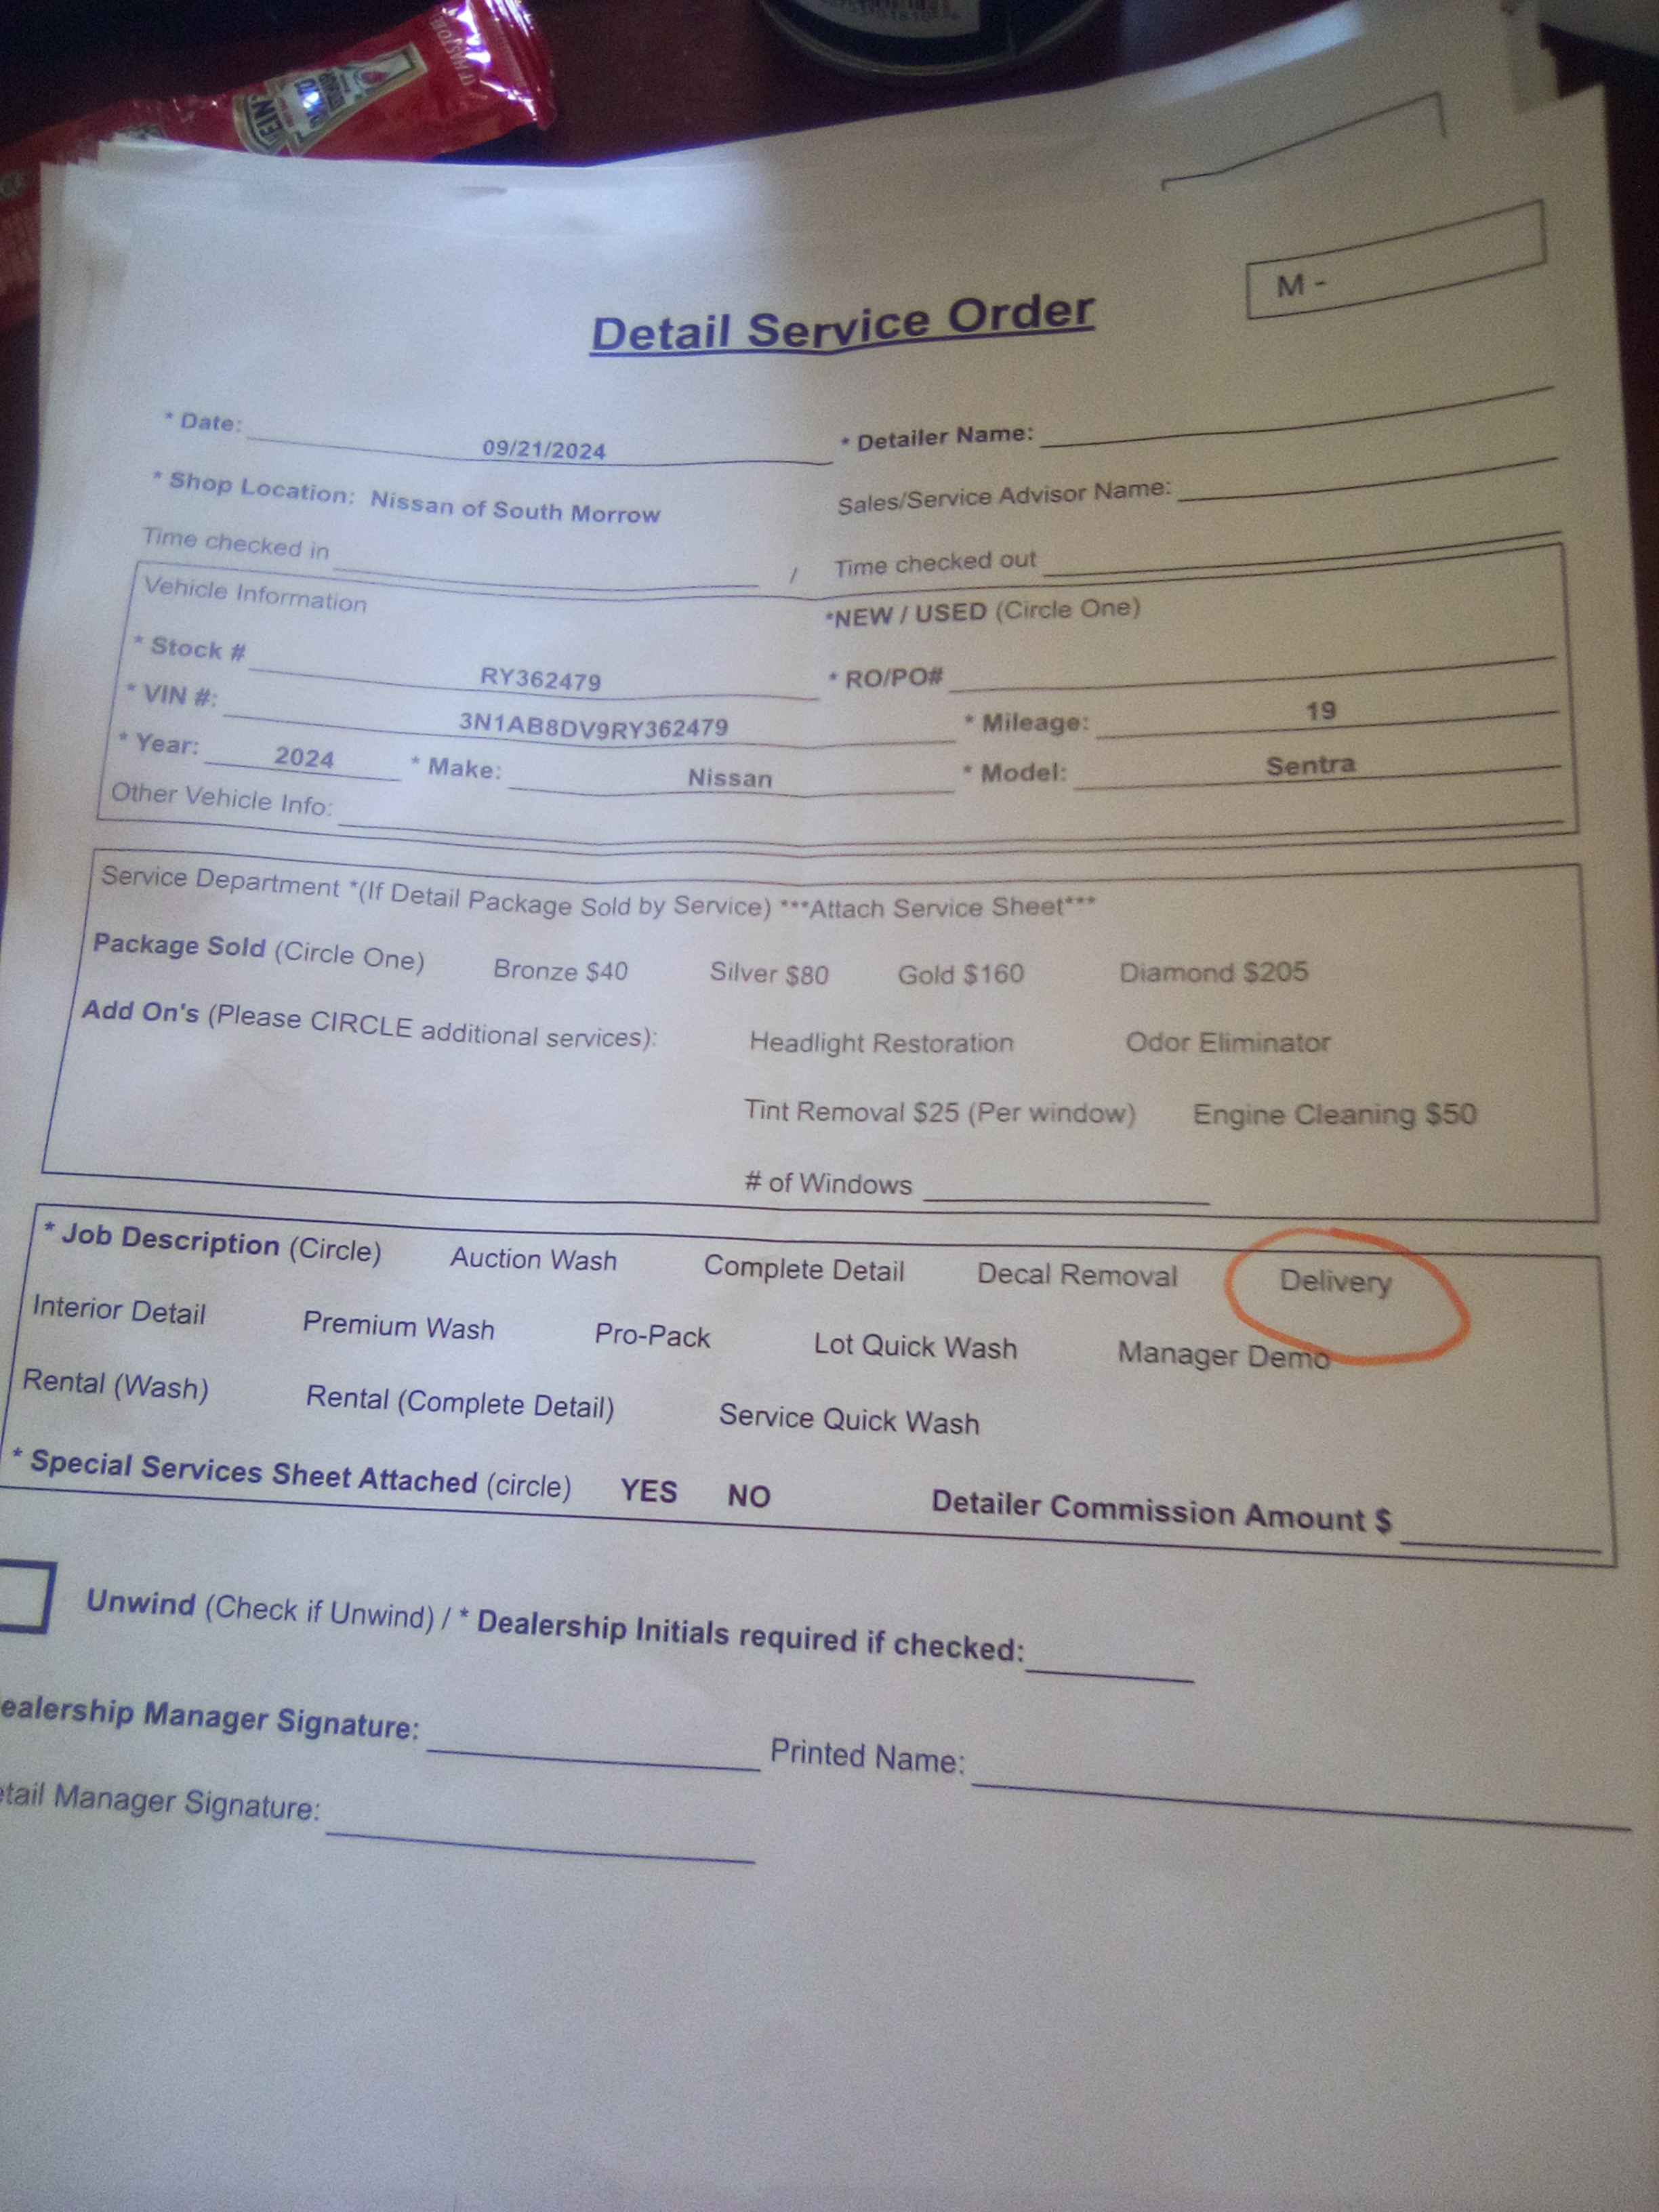 M -
Detail Service Order
* Date: 09/21/2024 * Detailer Name:
* Shop Location: Nissan of South Morrow Sales/Service Advisor Name:
Time checked in / Time checked out
Vehicle Information *NEW / USED (Circle One)
* Stock # RY362479 * RO/PO#
* VIN #: 3N1AB8DV9RY362479 * Mileage: 19
* Year: 2024 * Make: Nissan * Model: Sentra
Other Vehicle Info:
Service Department *(If Detail Package Sold by Service) ***Attach Service Sheet***
Package Sold (Circle One) Bronze $40 Silver $80 Gold $160 Diamond $205
Add On's (Please CIRCLE additional services): Headlight Restoration Odor Eliminator
Tint Removal $25 (Per window) Engine Cleaning $50
# of Windows
* Job Description (Circle) Auction Wash Complete Detail Decal Removal Delivery
Interior Detail Premium Wash Pro-Pack Lot Quick Wash Manager Demo
Rental (Wash) Rental (Complete Detail) Service Quick Wash
* Special Services Sheet Attached (circle) YES NO Detailer Commission Amount $
Unwind (Check if Unwind) / * Dealership Initials required if checked:
ealership Manager Signature: Printed Name:
etail Manager Signature: